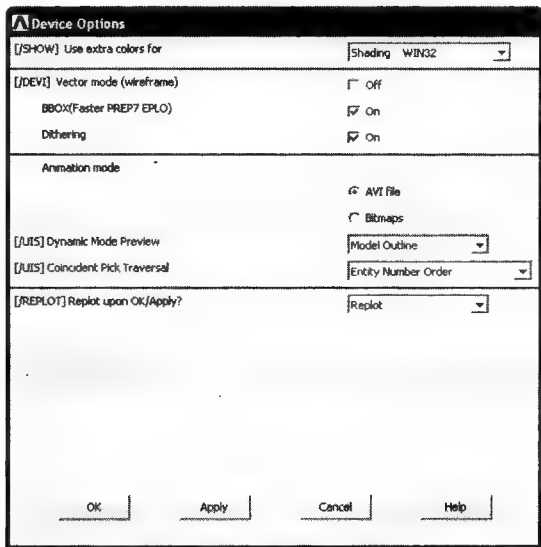 Device Options
[/SHOW] Use extra colors for Shading WIN32
[/DEVI] Vector mode (wireframe) Off
BBOX(Faster PREP7 EPLO) On
Dithering On
Animation mode
AVI file
Bitmaps
[/UIS] Dynamic Mode Preview Model Outline
[/UIS] Coincident Pick Traversal Entity Number Order
[/REPLOT] Replot upon OK/Apply? Replot
OK Apply Cancel Help